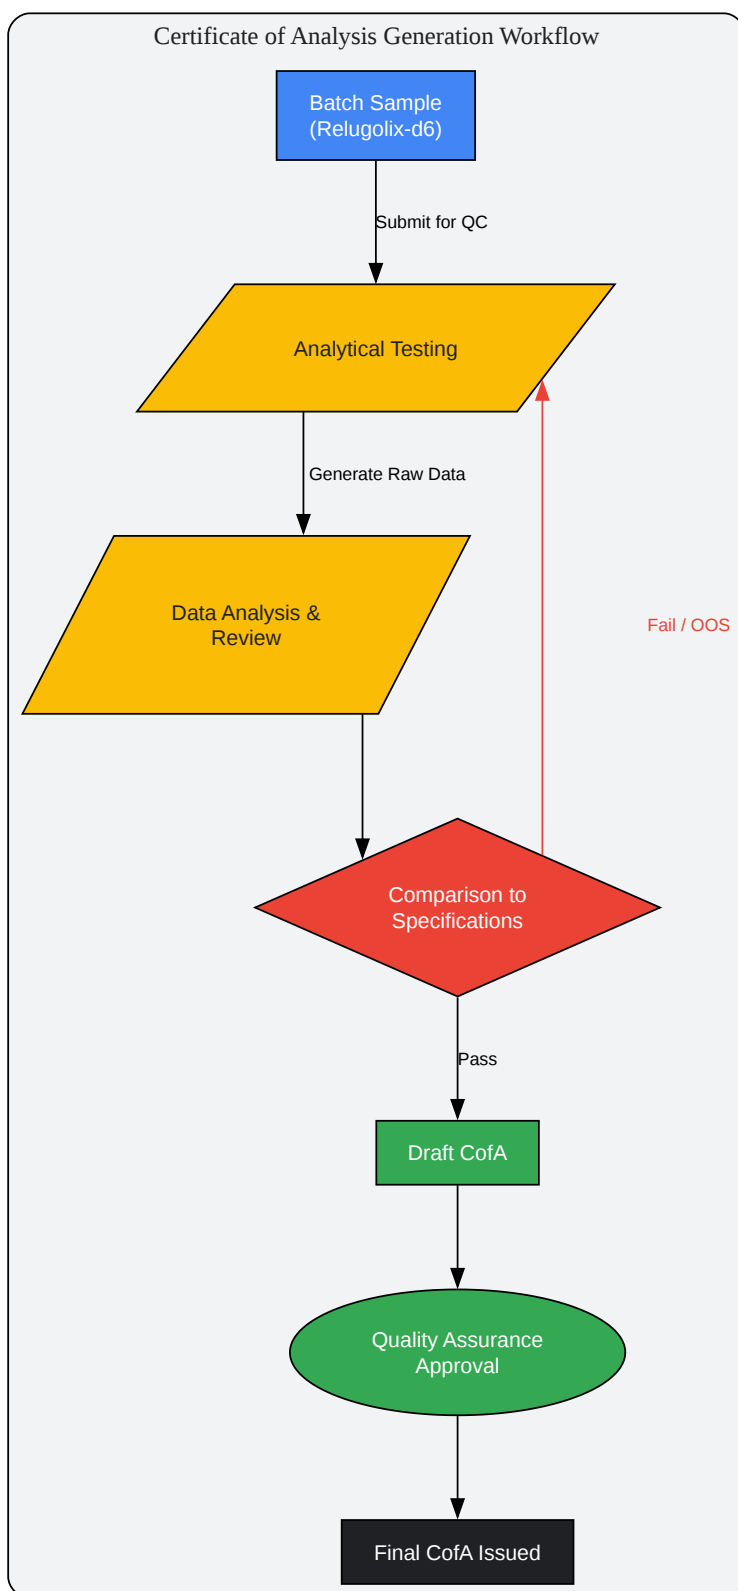 Certificate of Analysis Generation Workflow
Batch Sample
(Relugolix-d6)
Submit for QC
Analytical Testing
Generate Raw Data
Data Analysis &
Review
Fail / OOS
Comparison to
Specifications
Pass
Draft CofA
Quality Assurance
Approval
Final CofA Issued